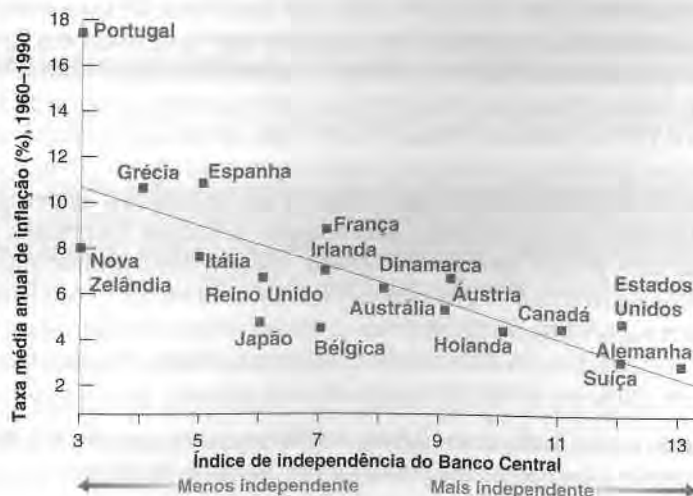 Taxa média anual de inflação (%), 1960–1990
18
16
14
12
10
8
6
4
2
Portugal
Grécia
Espanha
França
Irlanda
Dinamarca
Nova
Zelândia
Itália
Reino Unido
Áustria
Austrália
Estados
Unidos
Canadá
Japão
Bélgica
Holanda
Alemanha
Suíça
3
5
7
9
11
13
Índice de independência do Banco Central
Menos independente
Mais independente